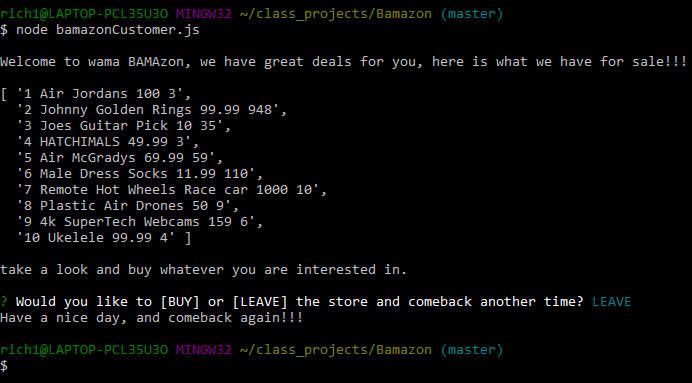 rich1@LAPTOP-PCL35U3O MINGW32 ~/class_projects/Bamazon (master)
$ node bamazonCustomer.js
Welcome to wama BAMAzon, we have great deals for you, here is what we have for sale!!!
[ '1 Air Jordans 100 3',
'2 Johnny Golden Rings 99.99 948',
'3 Joes Guitar Pick 10 35',
'4 HATCHIMALS 49.99 3',
'5 Air McGradys 69.99 59',
'6 Male Dress Socks 11.99 110',
'7 Remote Hot Wheels Race car 1000 10',
'8 Plastic Air Drones 50 9',
'9 4k SuperTech Webcams 159 6',
'10 Ukelele 99.99 4' ]
take a look and buy whatever you are interested in.
? Would you like to [BUY] or [LEAVE] the store and comeback another time? LEAVE
Have a nice day, and comeback again!!!
rich1@LAPTOP-PCL35U3O MINGW32 ~/class_projects/Bamazon (master)
$